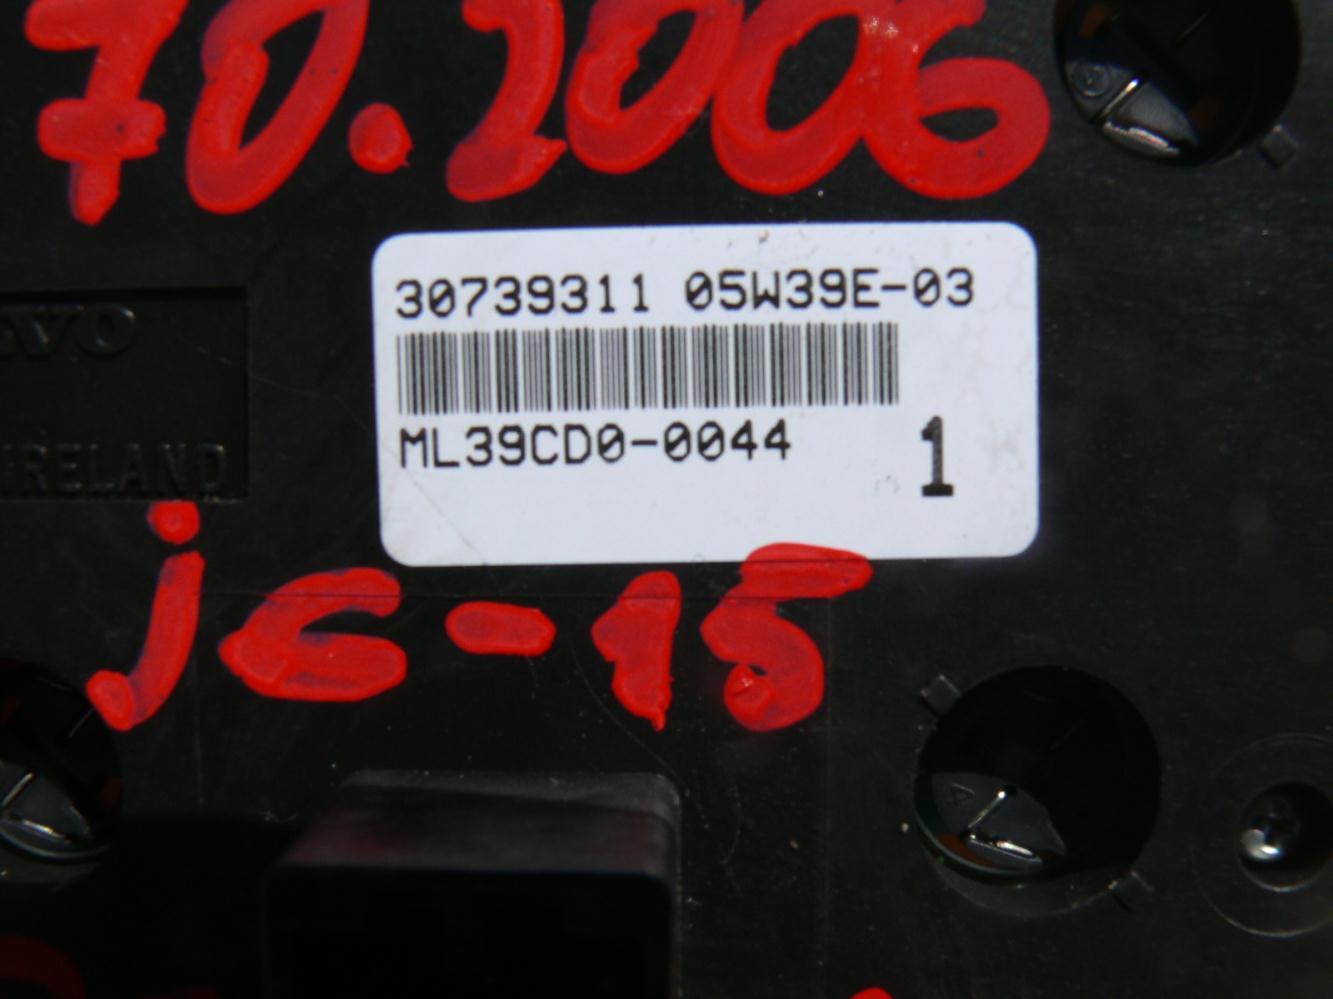 70.2006
30739311 05W39E-03
ML39CD0-0044
1
IRELAND
jc-15